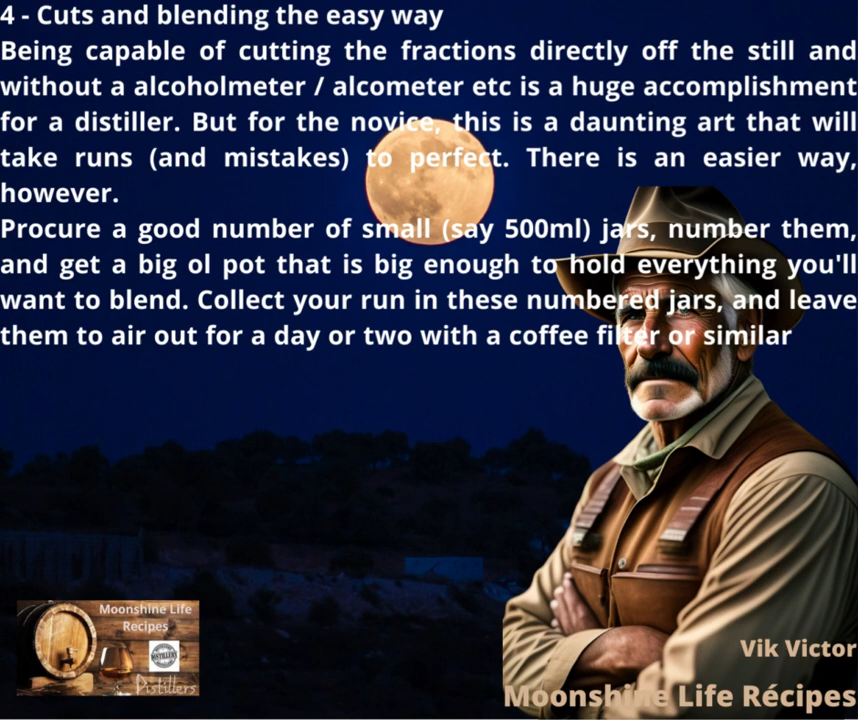 4 - Cuts and blending the easy way
Being capable of cutting the fractions directly off the still and
without a alcoholmeter / alcometer etc is a huge accomplishment
for a distiller. But for the novice, this is a daunting art that will
take runs (and mistakes) to perfect. There is an easier way,
however.
Procure a good number of small (say 500ml) jars, number them,
and get a big ol pot that is big enough to hold everything you'll
want to blend. Collect your run in these numbered jars, and leave
them to air out for a day or two with a coffee filter or similar
Moonshine Life
Recipes
DISTILLERS
Distillers
Vik Victor
Moonshine Life Récipes